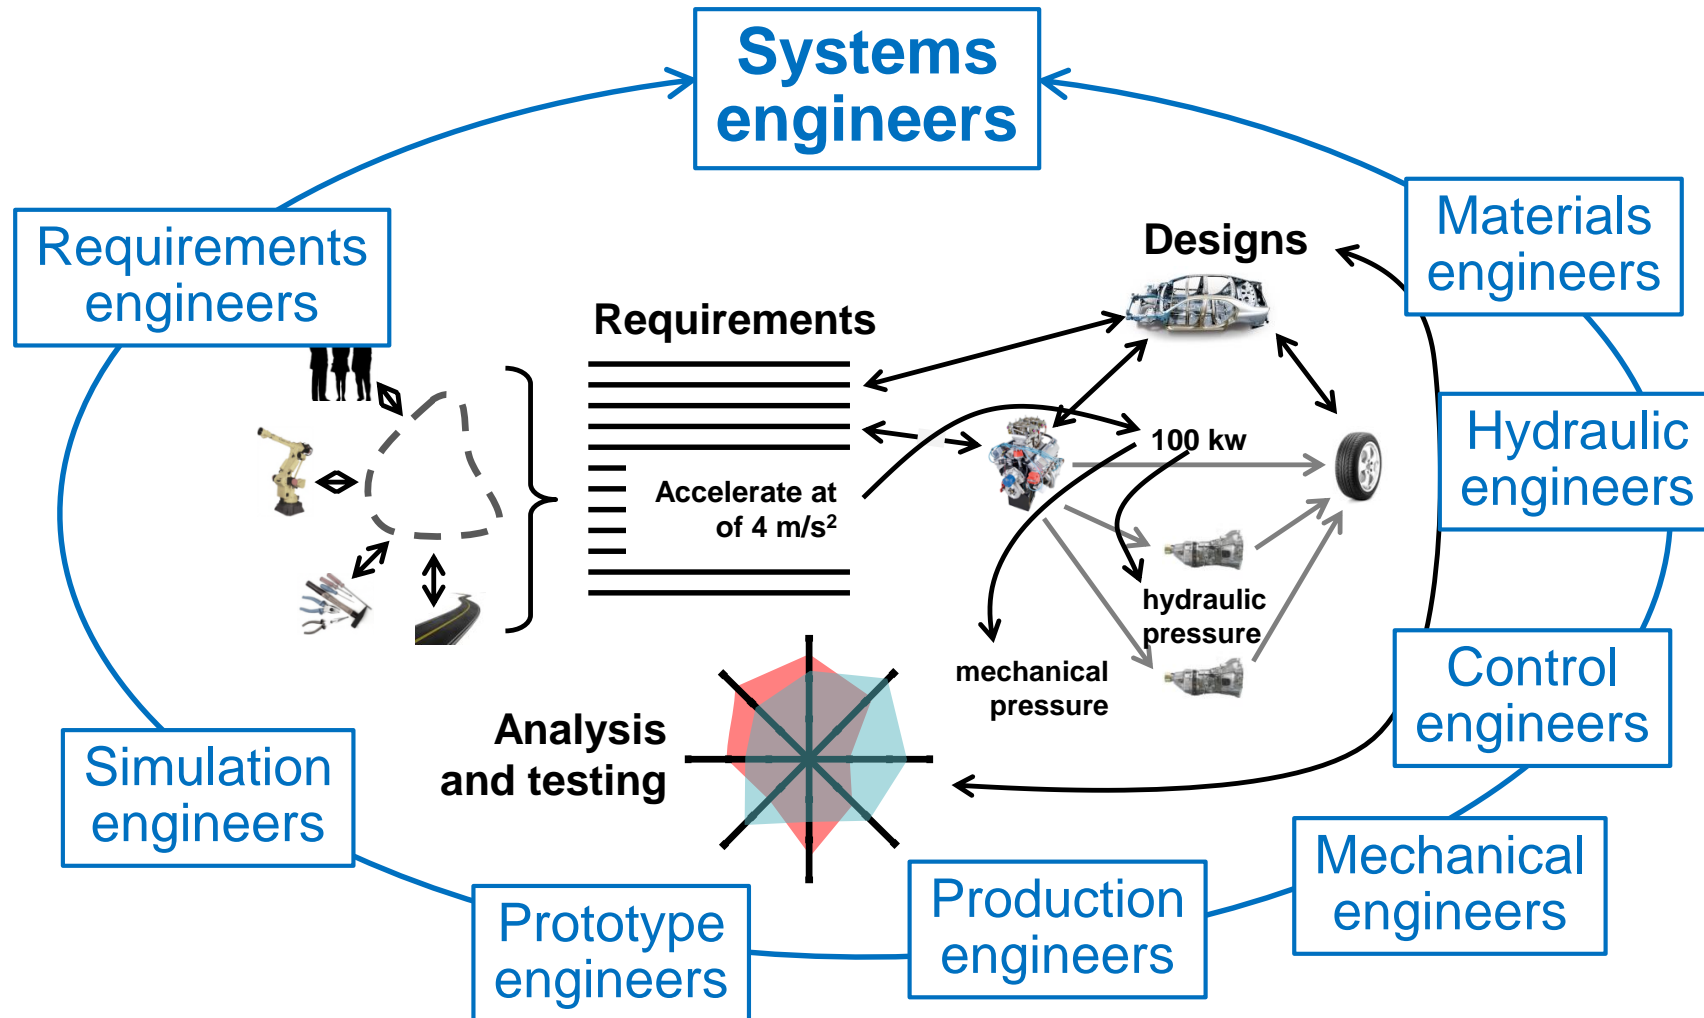 Systems
engineers
Requirements
engineers
Materials
engineers
Designs
Requirements
Hydraulic
engineers
100 kw
Accelerate at
of 4 m/s²
hydraulic
pressure
mechanical
pressure
Control
engineers
Analysis
and testing
Simulation
engineers
Mechanical
engineers
Production
engineers
Prototype
engineers